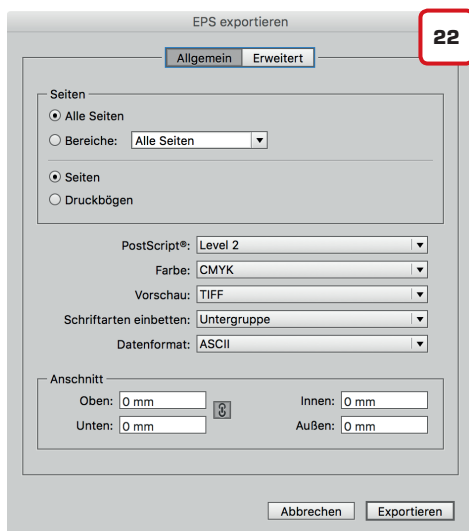 EPS exportieren
22
Allgemein Erweitert
Seiten
Alle Seiten
Bereiche: Alle Seiten
Seiten
Druckbögen
PostScript®: Level 2
Farbe: CMYK
Vorschau: TIFF
Schriftarten einbetten: Untergruppe
Datenformat: ASCII
Anschnitt
Oben: 0 mm Innen: 0 mm
Unten: 0 mm Außen: 0 mm
Abbrechen Exportieren